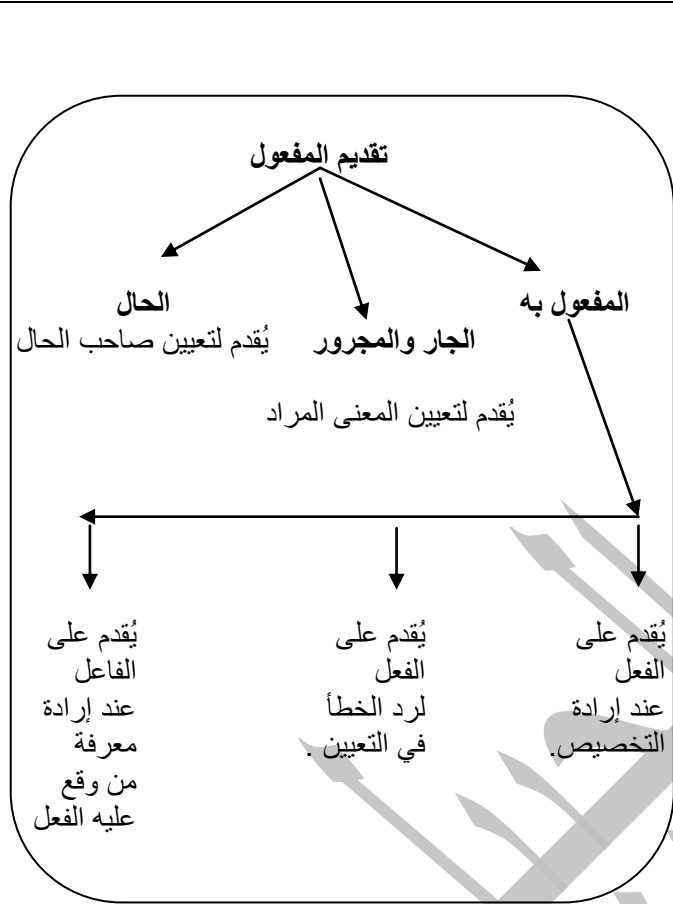 تقديم المفعول
المفعول به
الجار والمجرور
يُقدم لتعيين المعنى المراد
الحال
يُقدم لتعيين صاحب الحال
يُقدم على
الفعل
عند إرادة
التخصيص.
يُقدم على
الفعل
لرد الخطأ
في التعيين .
يُقدم على
الفاعل
عند إرادة
معرفة
من وقع
عليه الفعل